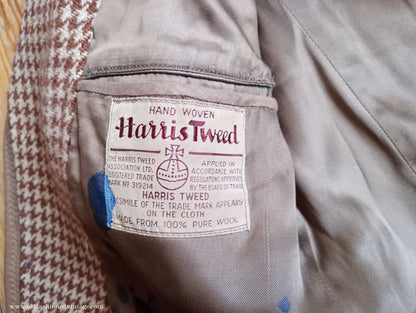 HAND WOVEN
Harris Tweed
THE HARRIS TWEED
ASSOCIATION LTD.
REGISTERED TRADE
MARK Nº 319214
APPLIED IN
ACCORDANCE WITH
REGULATIONS APPROVED
BY THE BOARD OF TRADE
HARRIS TWEED
FACSIMILE OF THE TRADE MARK APPEARS
ON THE CLOTH
MADE FROM 100% PURE WOOL